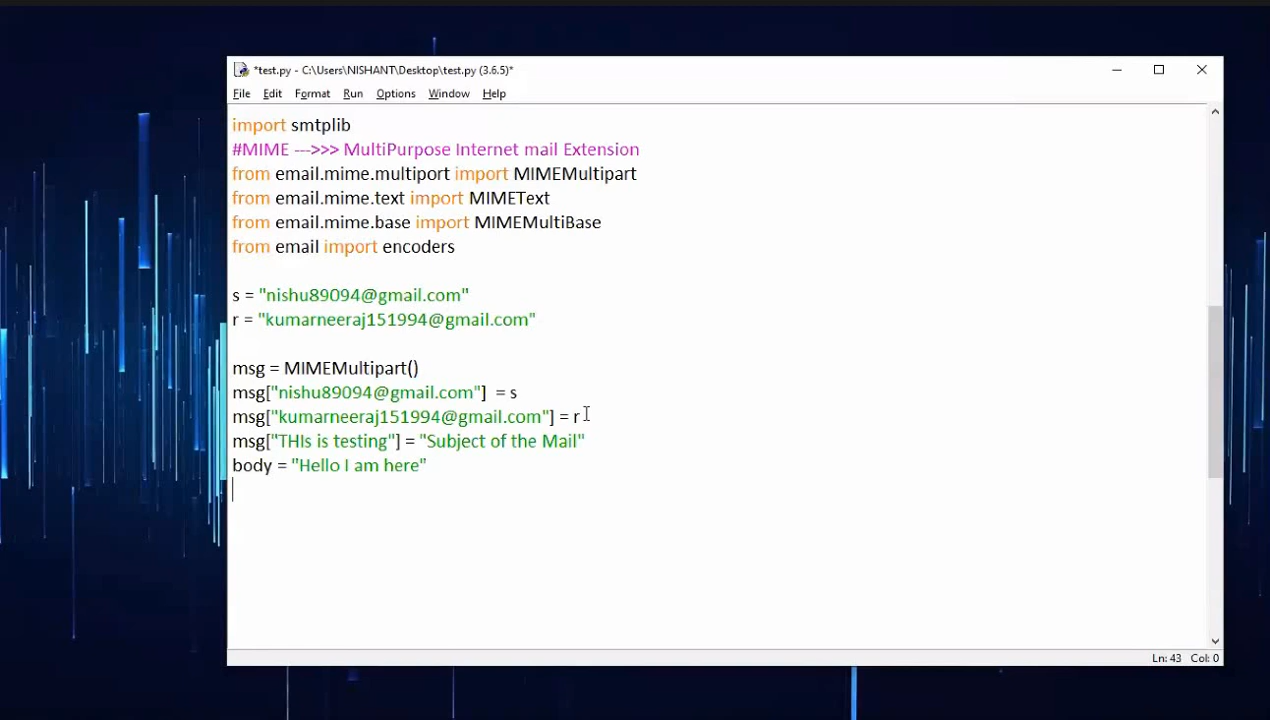 *test.py - C:\Users\NISHANT\Desktop\test.py (3.6.5)*
File Edit Format Run Options Window Help
import smtplib
#MIME --->>> MultiPurpose Internet mail Extension
from email.mime.multiport import MIMEMultipart
from email.mime.text import MIMEText
from email.mime.base import MIMEMultiBase
from email import encoders
s = "nishu89094@gmail.com"
r = "kumarneeraj151994@gmail.com"
msg = MIMEMultipart()
msg["nishu89094@gmail.com"]  = s
msg["kumarneeraj151994@gmail.com"] = r
msg["THIs is testing"] = "Subject of the Mail"
body = "Hello I am here"
Ln: 43 Col: 0